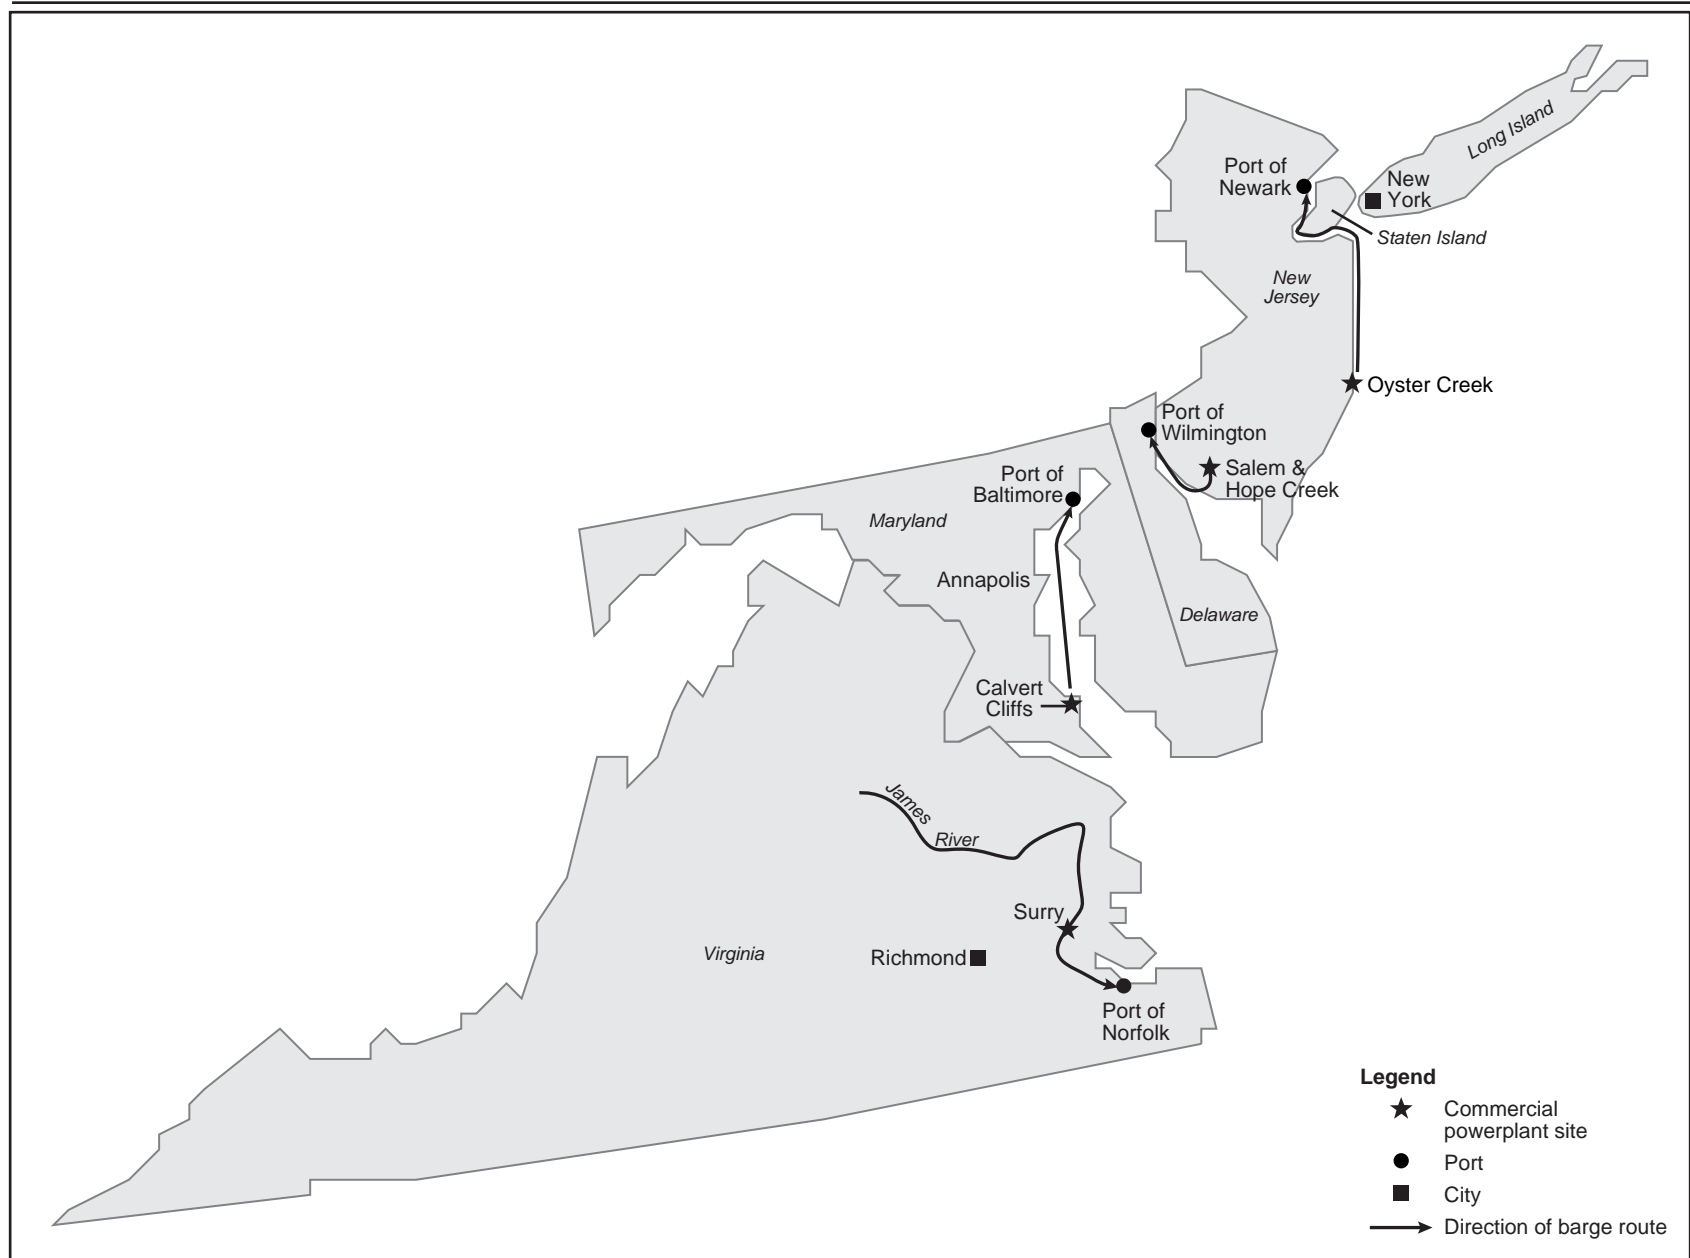 Long Island
Port of
Newark
New
York
Staten Island
New
Jersey
Oyster Creek
Port of
Wilmington
Salem &
Hope Creek
Port of
Baltimore
Maryland
Annapolis
Delaware
Calvert
Cliffs
James
River
Surry
Virginia
Richmond
Port of
Norfolk
Legend
Commercial
powerplant site
Port
City
Direction of barge route